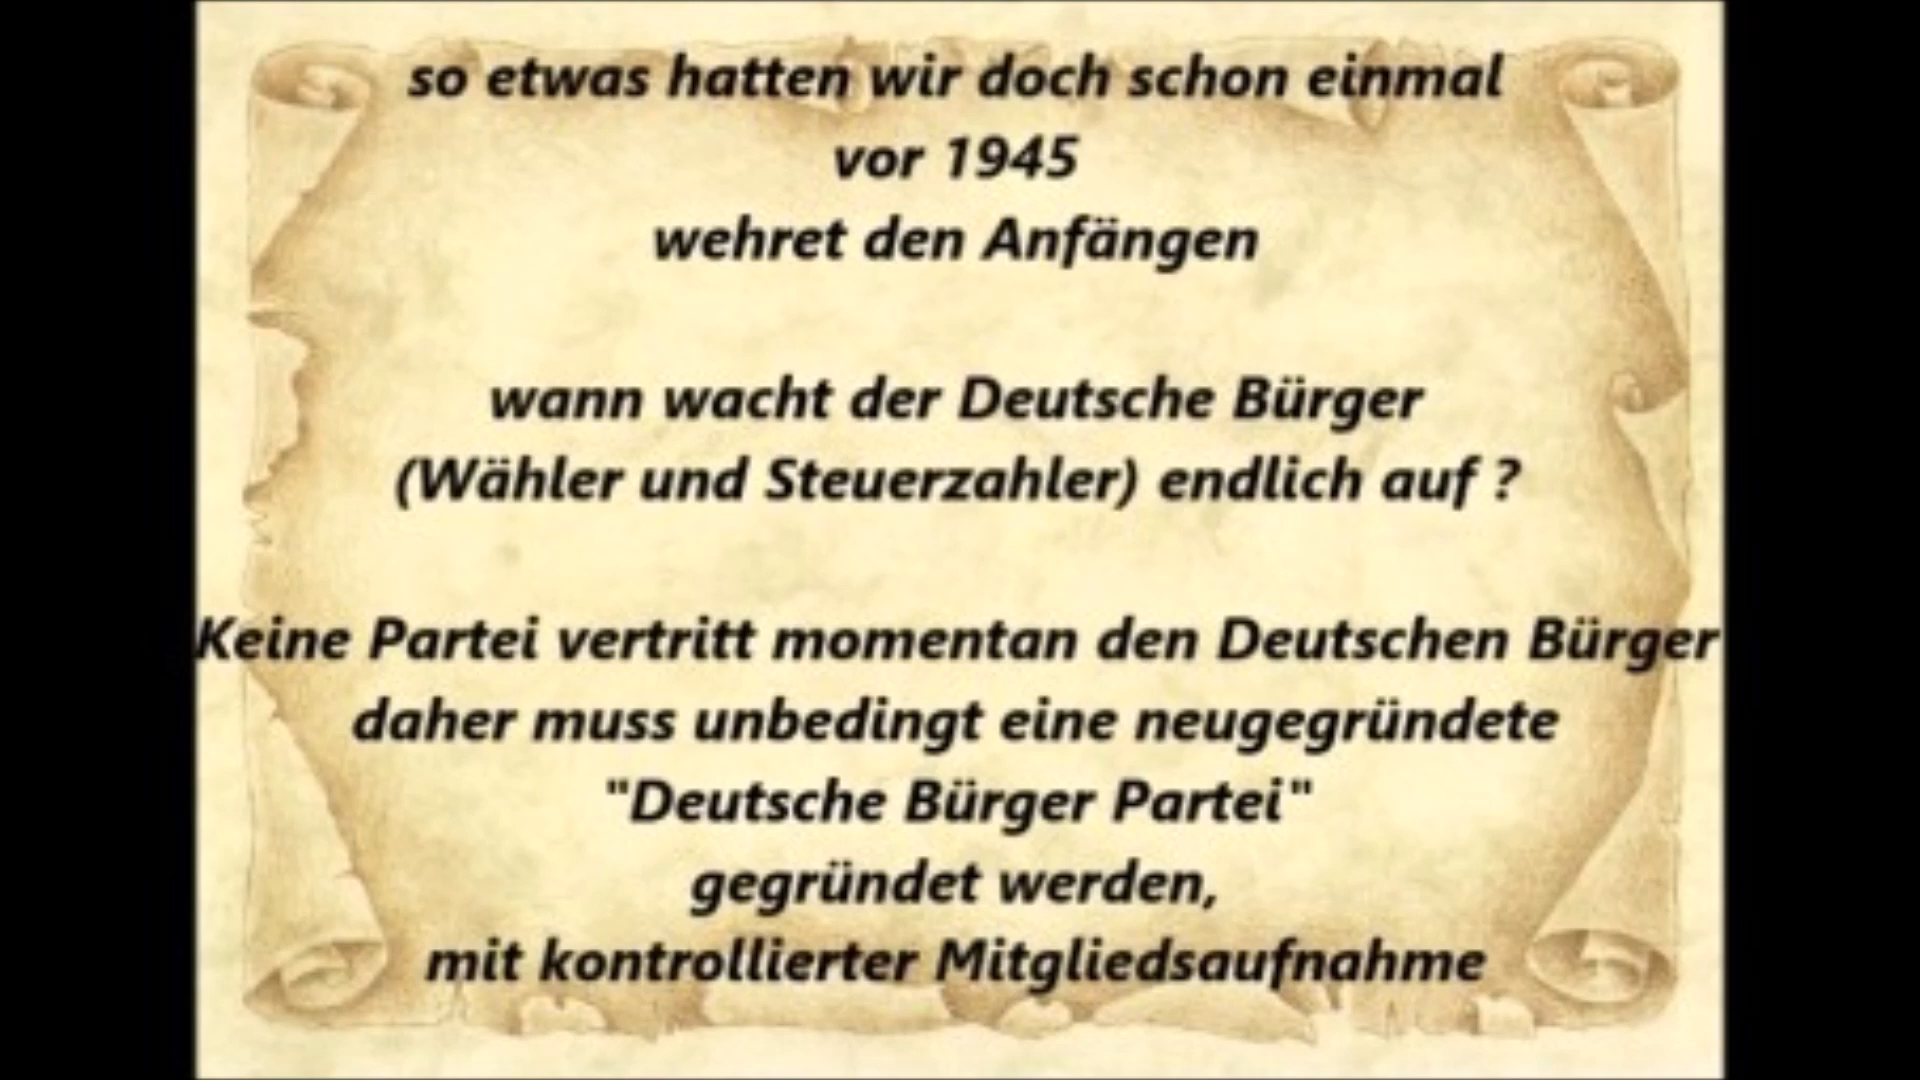 so etwas hatten wir doch schon einmal
vor 1945
wehret den Anfängen
wann wacht der Deutsche Bürger
(Wähler und Steuerzahler) endlich auf ?
Keine Partei vertritt momentan den Deutschen Bürger
daher muss unbedingt eine neugegründete
"Deutsche Bürger Partei"
gegründet werden,
mit kontrollierter Mitgliedsaufnahme